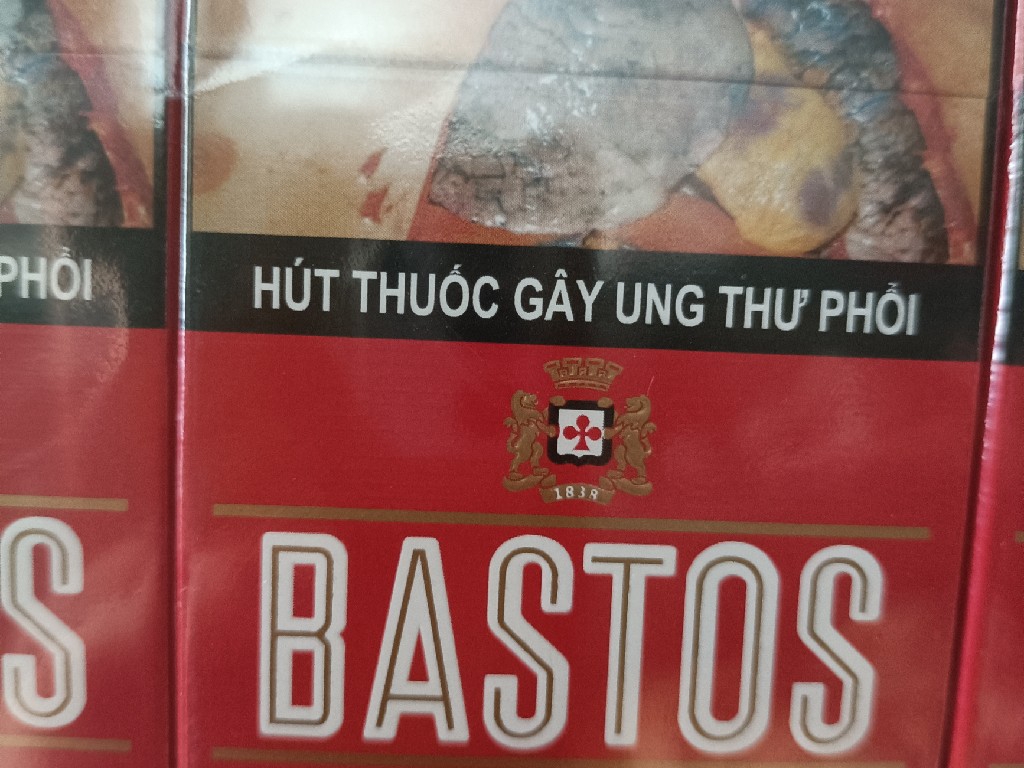 PHỔI
HÚT THUỐC GÂY UNG THƯ PHỔI
1838
S
BASTOS